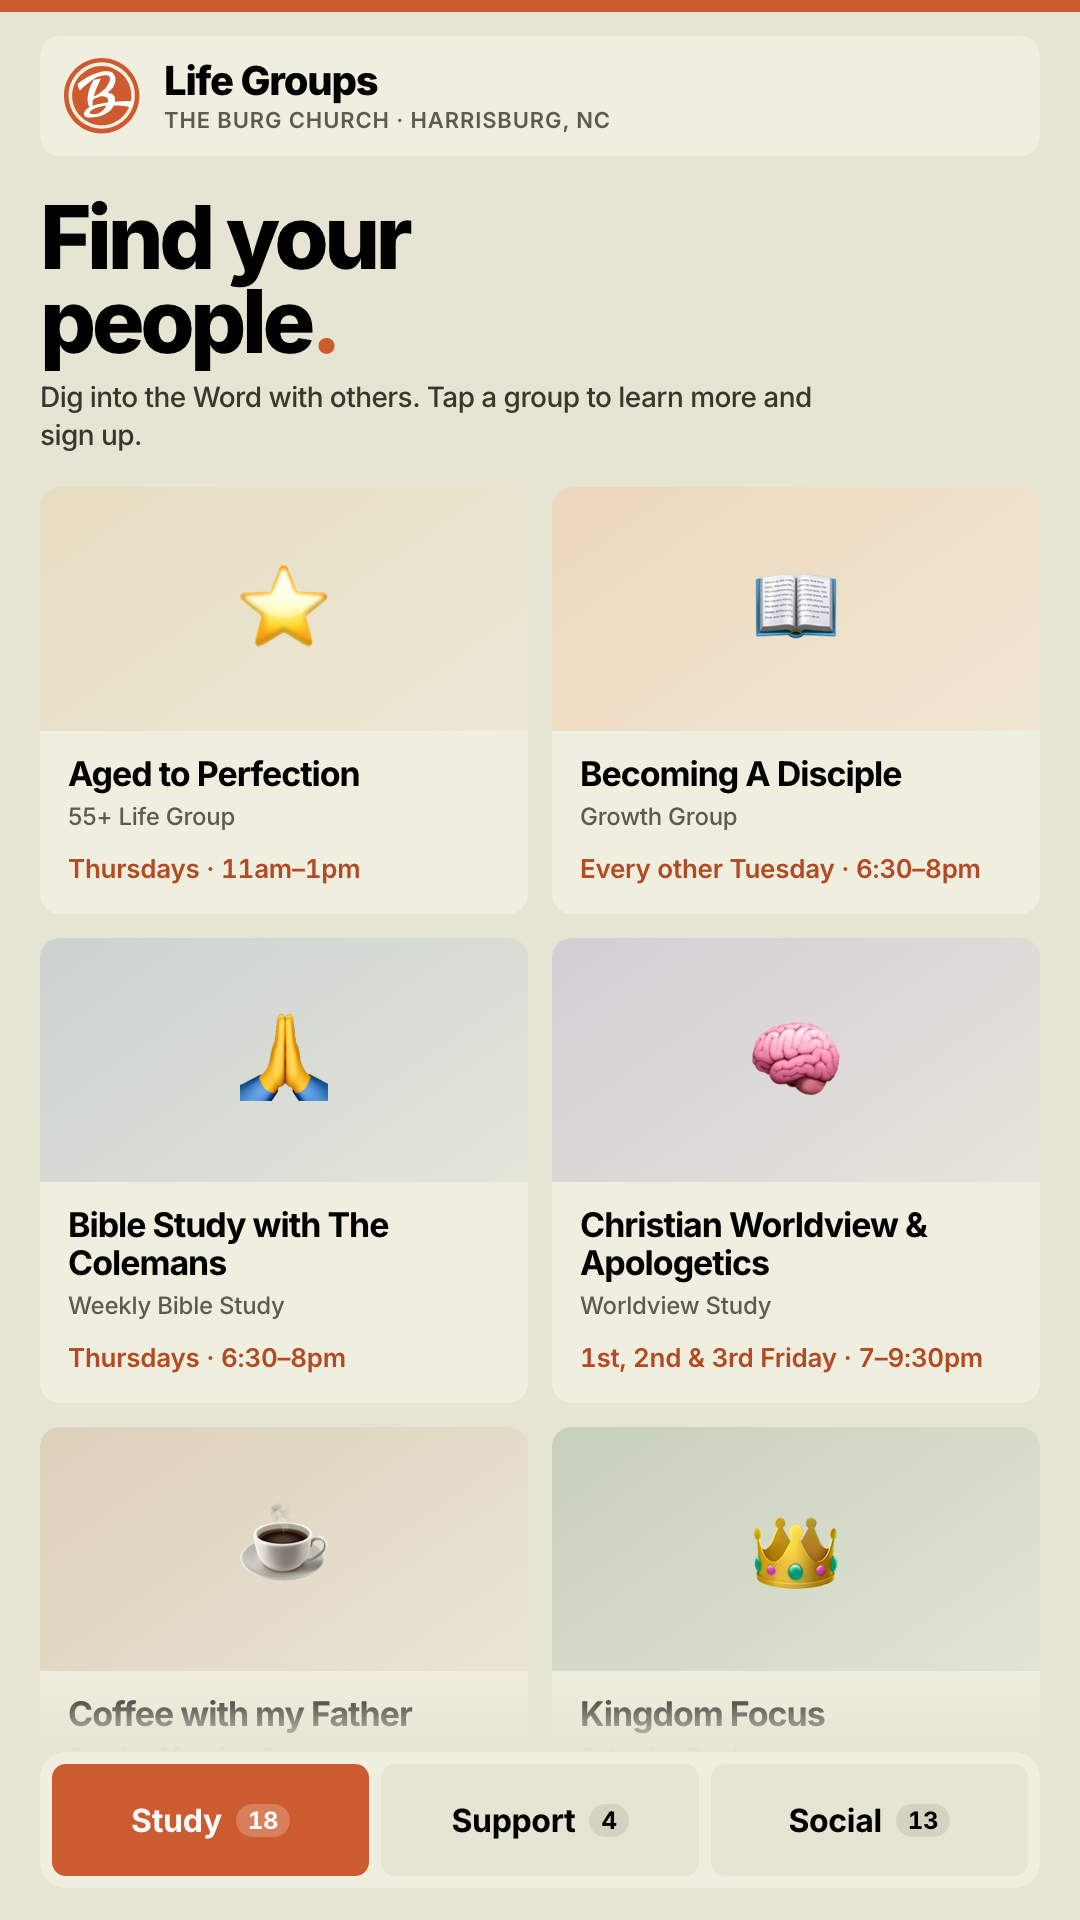 B
Life Groups
THE BURG CHURCH · HARRISBURG, NC
Find your
people.
Dig into the Word with others. Tap a group to learn more and
sign up.
Aged to Perfection
55+ Life Group
Thursdays · 11am–1pm
Becoming A Disciple
Growth Group
Every other Tuesday · 6:30–8pm
Bible Study with The
Colemans
Weekly Bible Study
Thursdays · 6:30–8pm
Christian Worldview &
Apologetics
Worldview Study
1st, 2nd & 3rd Friday · 7–9:30pm
Coffee with my Father
Kingdom Focus
Study 18
Support 4
Social 13